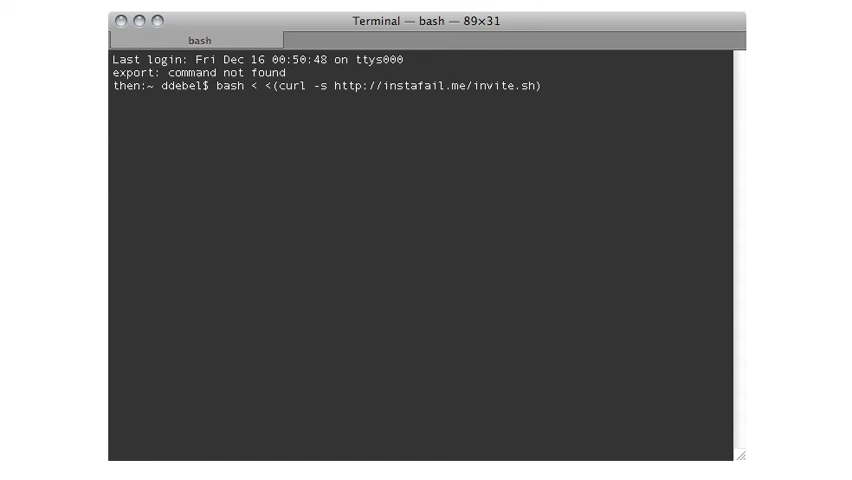 Terminal — bash — 89×31
bash
Last login: Fri Dec 16 00:50:48 on ttys000
export: command not found
then:~ ddebel$ bash < <(curl -s http://instafail.me/invite.sh)